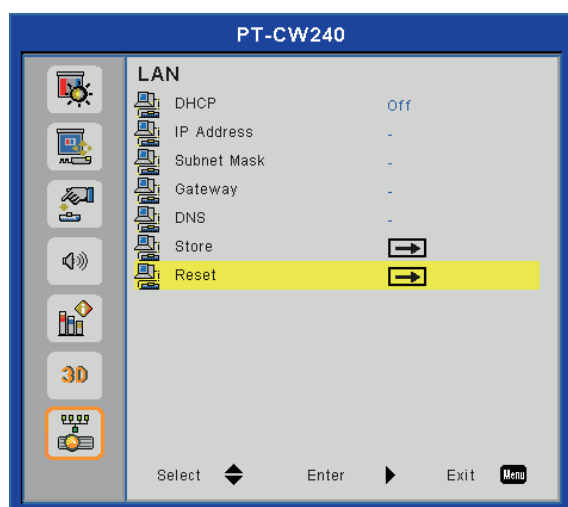 PT-CW240
LAN
DHCP Off
IP Address -
Subnet Mask -
Gateway -
DNS -
Store
Reset
3D
Select Enter Exit Menu